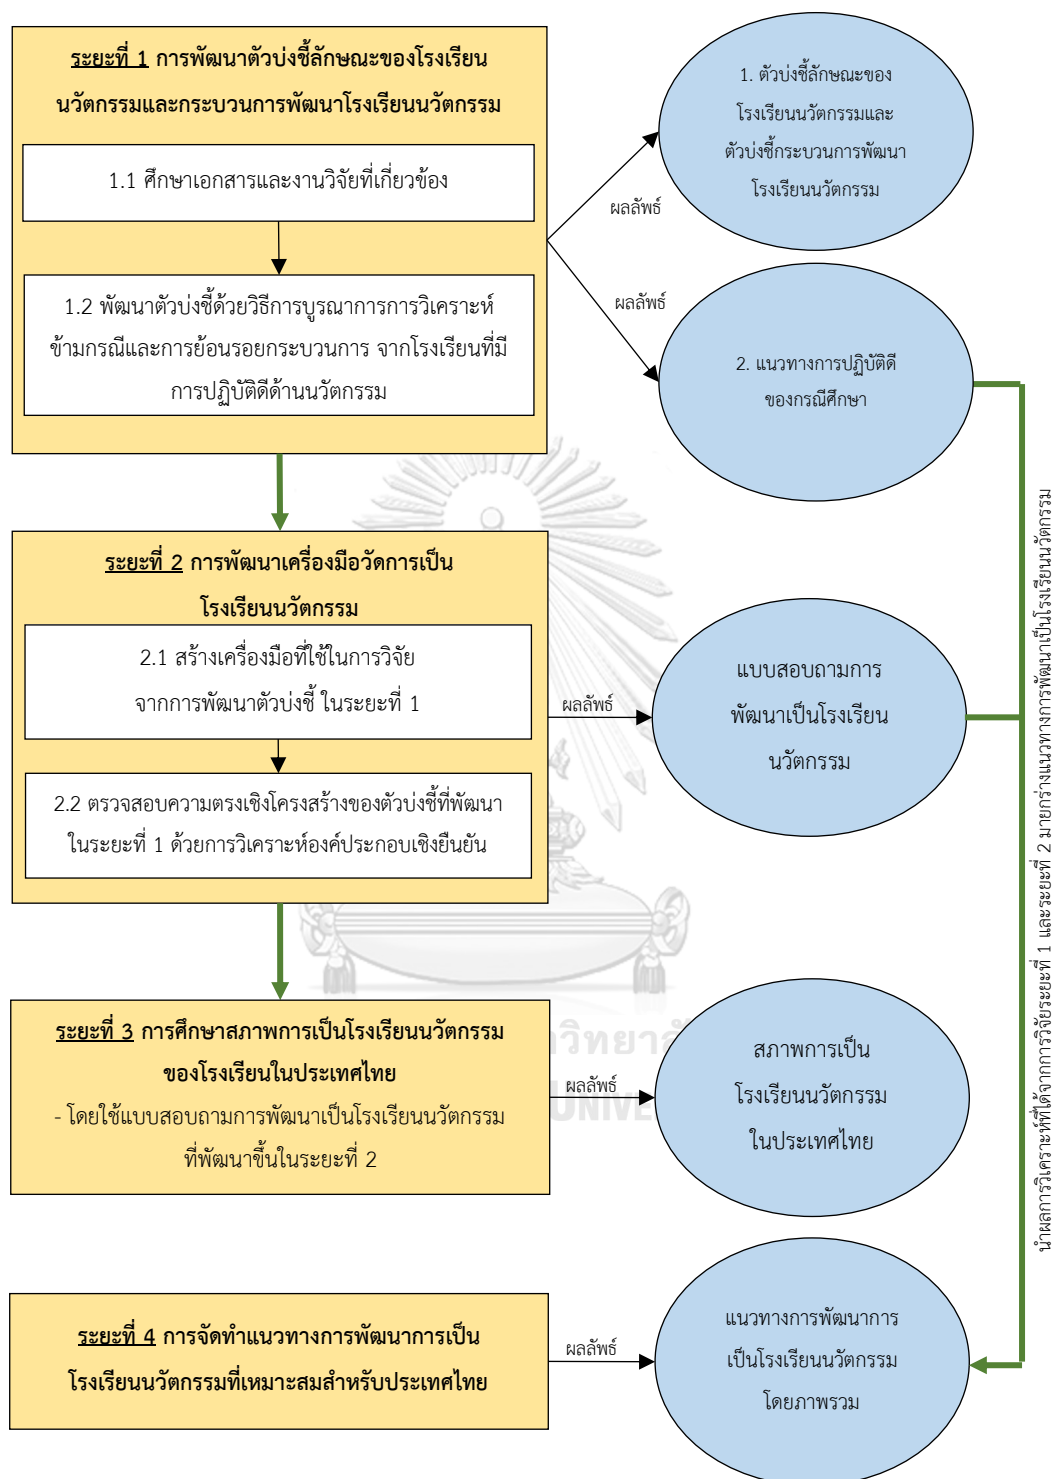 ระยะที่ 1 การพัฒนาตัวบ่งชี้ลักษณะของโรงเรียน
นวัตกรรมและกระบวนการพัฒนาโรงเรียนนวัตกรรม
1.1 ศึกษาเอกสารและงานวิจัยที่เกี่ยวข้อง
1.2 พัฒนาตัวบ่งชี้ด้วยวิธีการบูรณาการการวิเคราะห์
ข้ามกรณีและการย้อนรอยกระบวนการ จากโรงเรียนที่มี
การปฏิบัติดีด้านนวัตกรรม
ผลลัพธ์
1. ตัวบ่งชี้ลักษณะของ
โรงเรียนนวัตกรรมและ
ตัวบ่งชี้กระบวนการพัฒนา
โรงเรียนนวัตกรรม
ผลลัพธ์
2. แนวทางการปฏิบัติดี
ของกรณีศึกษา
ระยะที่ 2 การพัฒนาเครื่องมือวัดการเป็น
โรงเรียนนวัตกรรม
2.1 สร้างเครื่องมือที่ใช้ในการวิจัย
จากการพัฒนาตัวบ่งชี้ ในระยะที่ 1
2.2 ตรวจสอบความตรงเชิงโครงสร้างของตัวบ่งชี้ที่พัฒนา
ในระยะที่ 1 ด้วยการวิเคราะห์องค์ประกอบเชิงยืนยัน
ผลลัพธ์
แบบสอบถามการ
พัฒนาเป็นโรงเรียน
นวัตกรรม
ระยะที่ 3 การศึกษาสภาพการเป็นโรงเรียนนวัตกรรม
ของโรงเรียนในประเทศไทย
- โดยใช้แบบสอบถามการพัฒนาเป็นโรงเรียนนวัตกรรม
ที่พัฒนาขึ้นในระยะที่ 2
ผลลัพธ์
สภาพการเป็น
โรงเรียนนวัตกรรม
ในประเทศไทย
ระยะที่ 4 การจัดทำแนวทางการพัฒนาการเป็น
โรงเรียนนวัตกรรมที่เหมาะสมสำหรับประเทศไทย
ผลลัพธ์
แนวทางการพัฒนาการ
เป็นโรงเรียนนวัตกรรม
โดยภาพรวม
นำผลการวิเคราะห์ที่ได้จากการวิจัยระยะที่ 1 และระยะที่ 2 มายกร่างแนวทางการพัฒนาเป็นโรงเรียนนวัตกรรม